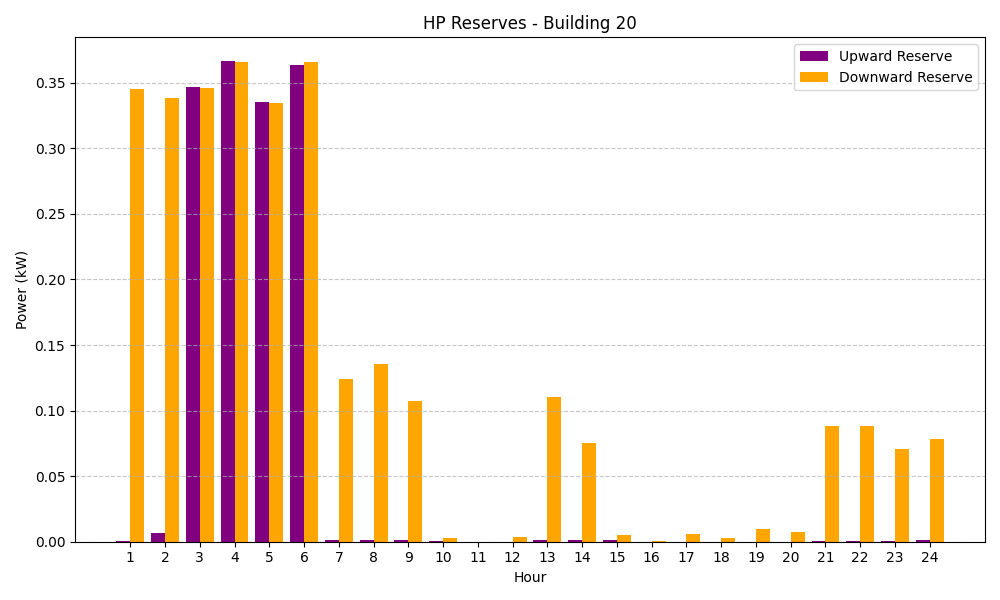 HP Reserves - Building 20
Upward Reserve
Downward Reserve
Power (kW)
0.35
0.30
0.25
0.20
0.15
0.10
0.05
0.00
1 2 3 4 5 6 7 8 9 10 11 12 13 14 15 16 17 18 19 20 21 22 23 24
Hour